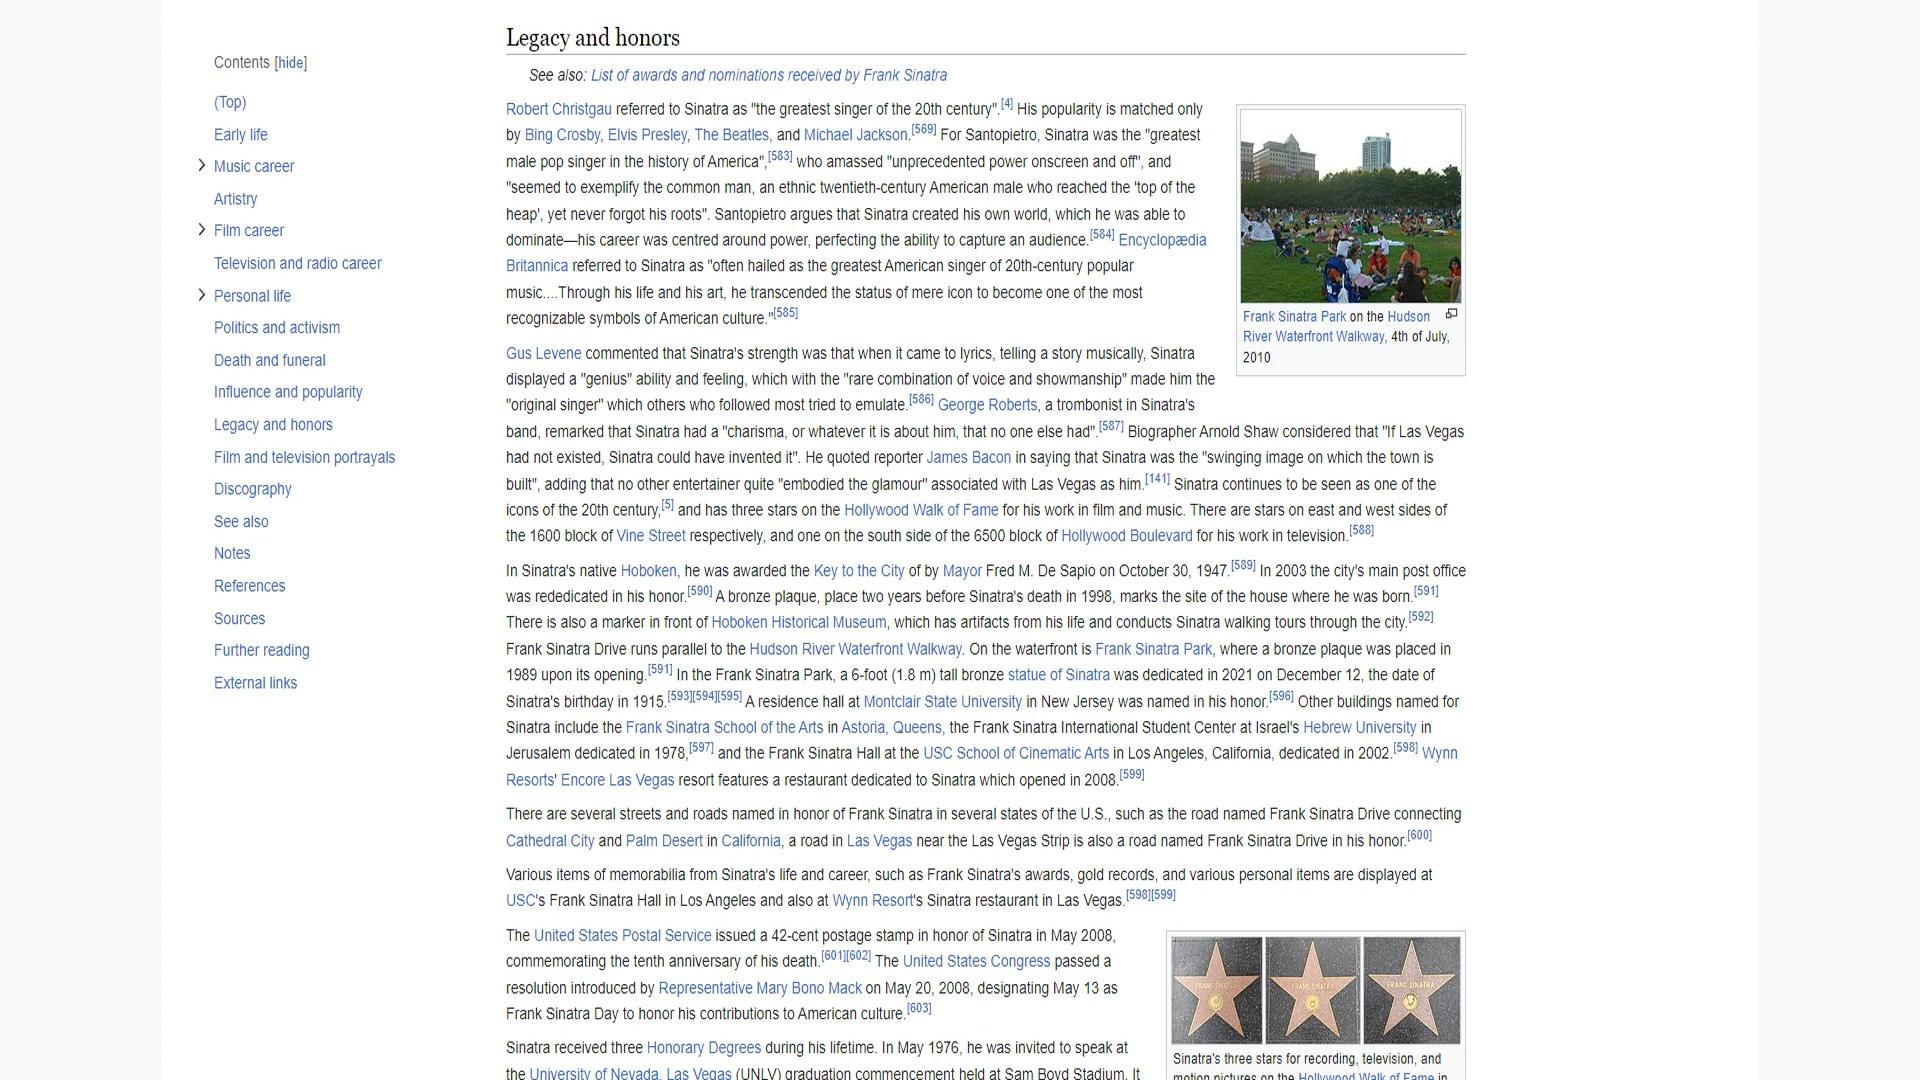 Contents [hide]
(Top)
Early life
Music career
Artistry
Film career
Television and radio career
Personal life
Politics and activism
Death and funeral
Influence and popularity
Legacy and honors
Film and television portrayals
Discography
See also
Notes
References
Sources
Further reading
External links
Legacy and honors
See also: List of awards and nominations received by Frank Sinatra
Robert Christgau referred to Sinatra as "the greatest singer of the 20th century".[4] His popularity is matched only
by Bing Crosby, Elvis Presley, The Beatles, and Michael Jackson.[569] For Santopietro, Sinatra was the "greatest
male pop singer in the history of America",[583] who amassed "unprecedented power onscreen and off", and
"seemed to exemplify the common man, an ethnic twentieth-century American male who reached the 'top of the
heap', yet never forgot his roots". Santopietro argues that Sinatra created his own world, which he was able to
dominate—his career was centred around power, perfecting the ability to capture an audience.[584] Encyclopædia
Britannica referred to Sinatra as "often hailed as the greatest American singer of 20th-century popular
music....Through his life and his art, he transcended the status of mere icon to become one of the most
recognizable symbols of American culture."[585]
Frank Sinatra Park on the Hudson
River Waterfront Walkway, 4th of July,
2010
Gus Levene commented that Sinatra's strength was that when it came to lyrics, telling a story musically, Sinatra
displayed a "genius" ability and feeling, which with the "rare combination of voice and showmanship" made him the
"original singer" which others who followed most tried to emulate.[586] George Roberts, a trombonist in Sinatra's
band, remarked that Sinatra had a "charisma, or whatever it is about him, that no one else had".[587] Biographer Arnold Shaw considered that "If Las Vegas
had not existed, Sinatra could have invented it". He quoted reporter James Bacon in saying that Sinatra was the "swinging image on which the town is
built", adding that no other entertainer quite "embodied the glamour" associated with Las Vegas as him.[141] Sinatra continues to be seen as one of the
icons of the 20th century,[5] and has three stars on the Hollywood Walk of Fame for his work in film and music. There are stars on east and west sides of
the 1600 block of Vine Street respectively, and one on the south side of the 6500 block of Hollywood Boulevard for his work in television.[588]
In Sinatra's native Hoboken, he was awarded the Key to the City of by Mayor Fred M. De Sapio on October 30, 1947.[589] In 2003 the city's main post office
was rededicated in his honor.[590] A bronze plaque, place two years before Sinatra's death in 1998, marks the site of the house where he was born.[591]
There is also a marker in front of Hoboken Historical Museum, which has artifacts from his life and conducts Sinatra walking tours through the city.[592]
Frank Sinatra Drive runs parallel to the Hudson River Waterfront Walkway. On the waterfront is Frank Sinatra Park, where a bronze plaque was placed in
1989 upon its opening.[591] In the Frank Sinatra Park, a 6-foot (1.8 m) tall bronze statue of Sinatra was dedicated in 2021 on December 12, the date of
Sinatra's birthday in 1915.[593][594][595] A residence hall at Montclair State University in New Jersey was named in his honor.[596] Other buildings named for
Sinatra include the Frank Sinatra School of the Arts in Astoria, Queens, the Frank Sinatra International Student Center at Israel's Hebrew University in
Jerusalem dedicated in 1978,[597] and the Frank Sinatra Hall at the USC School of Cinematic Arts in Los Angeles, California, dedicated in 2002.[598] Wynn
Resorts' Encore Las Vegas resort features a restaurant dedicated to Sinatra which opened in 2008.[599]
There are several streets and roads named in honor of Frank Sinatra in several states of the U.S., such as the road named Frank Sinatra Drive connecting
Cathedral City and Palm Desert in California, a road in Las Vegas near the Las Vegas Strip is also a road named Frank Sinatra Drive in his honor.[600]
Various items of memorabilia from Sinatra's life and career, such as Frank Sinatra's awards, gold records, and various personal items are displayed at
USC's Frank Sinatra Hall in Los Angeles and also at Wynn Resort's Sinatra restaurant in Las Vegas.[598][599]
The United States Postal Service issued a 42-cent postage stamp in honor of Sinatra in May 2008,
commemorating the tenth anniversary of his death.[601][602] The United States Congress passed a
resolution introduced by Representative Mary Bono Mack on May 20, 2008, designating May 13 as
Frank Sinatra Day to honor his contributions to American culture.[603]
Sinatra received three Honorary Degrees during his lifetime. In May 1976, he was invited to speak at
the University of Nevada, Las Vegas (UNLV) graduation commencement held at Sam Boyd Stadium. It
FRANK SINATRA
FRANK SINATRA
FRANK SINATRA
Sinatra's three stars for recording, television, and
motion pictures on the Hollywood Walk of Fame in